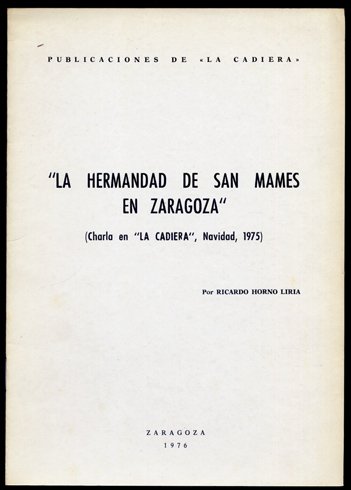 PUBLICACIONES DE «LA CADIERA»
"LA HERMANDAD DE SAN MAMES
EN ZARAGOZA"
(Charla en "LA CADIERA", Navidad, 1975)
Por RICARDO HORNO LIRIA
ZARAGOZA
1976